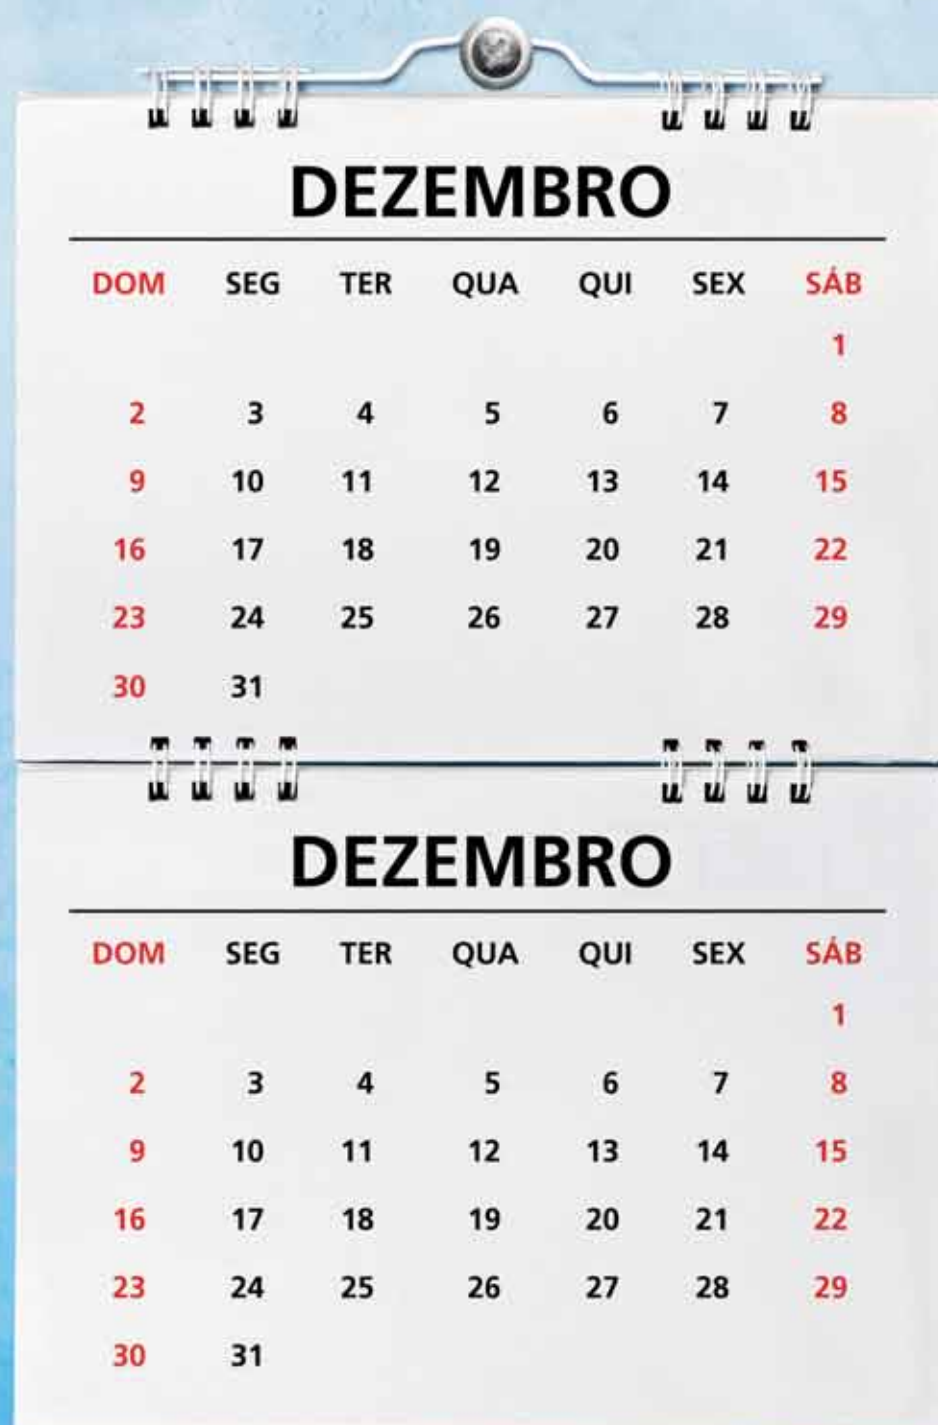 DEZEMBRO
DOM SEG TER QUA QUI SEX SÁB
1
2 3 4 5 6 7 8
9 10 11 12 13 14 15
16 17 18 19 20 21 22
23 24 25 26 27 28 29
30 31
DEZEMBRO
DOM SEG TER QUA QUI SEX SÁB
1
2 3 4 5 6 7 8
9 10 11 12 13 14 15
16 17 18 19 20 21 22
23 24 25 26 27 28 29
30 31